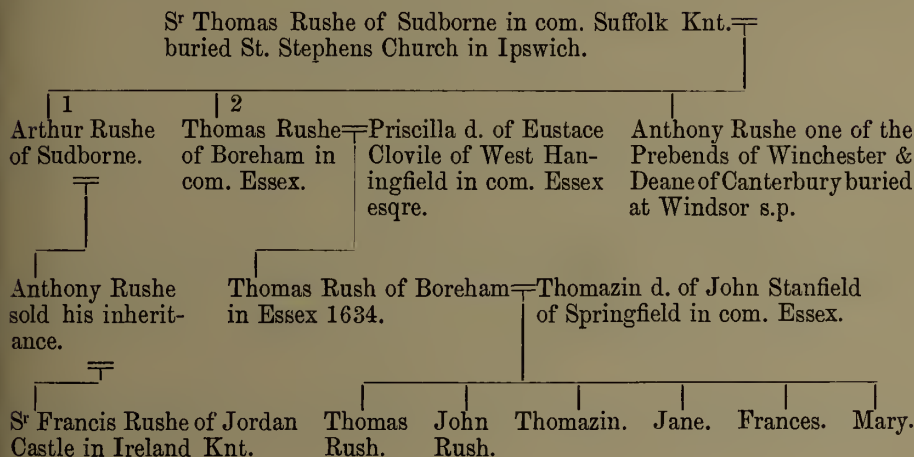 Sʳ Thomas Rushe of Sudborne in com. Suffolk Knt.
buried St. Stephens Church in Ipswich.
1
Arthur Rushe
of Sudborne.
2
Thomas Rushe
of Boreham in
com. Essex.
Priscilla d. of Eustace
Clovile of West Han-
ingfield in com. Essex
esqre.
Anthony Rushe one of the
Prebends of Winchester &
Deane of Canterbury buried
at Windsor s.p.
Anthony Rushe
sold his inherit-
ance.
Thomas Rush of Boreham
in Essex 1634.
Thomazin d. of John Stanfield
of Springfield in com. Essex.
Sʳ Francis Rushe of Jordan
Castle in Ireland Knt.
Thomas
Rush.
John
Rush.
Thomazin.
Jane.
Frances.
Mary.